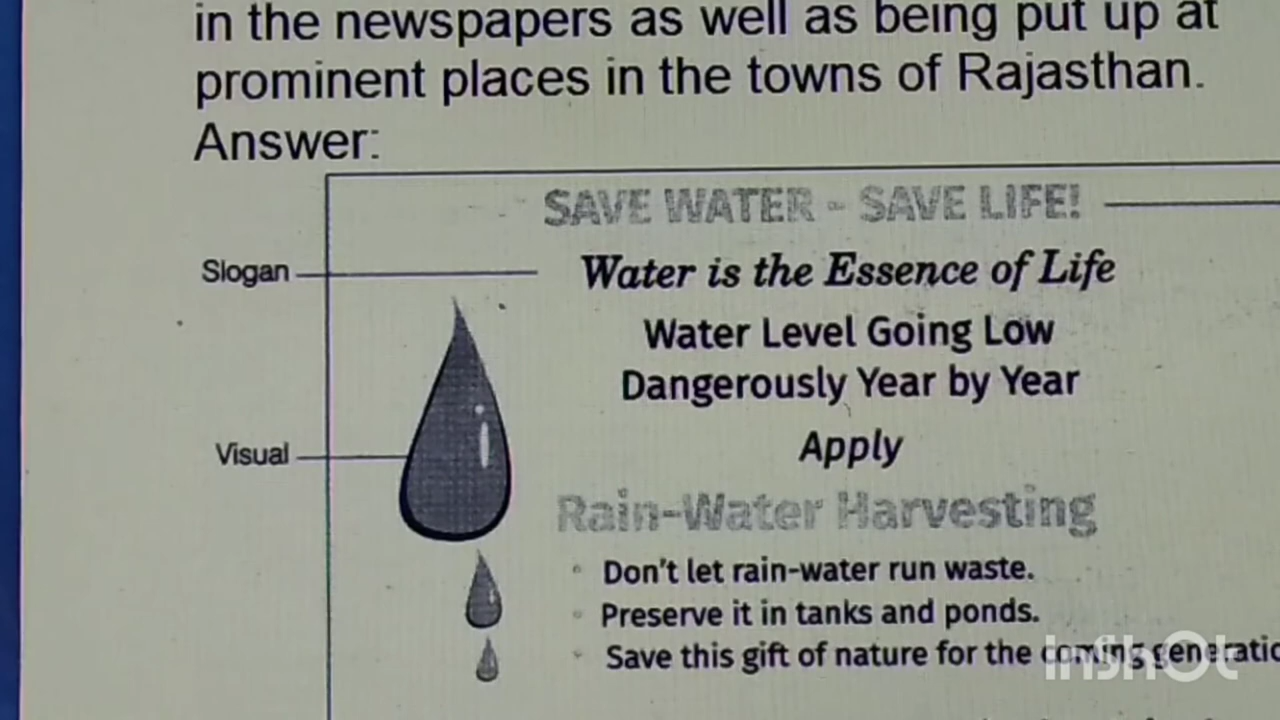 in the newspapers as well as being put up at
prominent places in the towns of Rajasthan.
Answer:
SAVE WATER - SAVE LIFE!
Slogan
Water is the Essence of Life
Water Level Going Low
Dangerously Year by Year
Apply
Visual
Rain-Water Harvesting
• Don't let rain-water run waste.
• Preserve it in tanks and ponds.
• Save this gift of nature for the coming generatio
InShOt